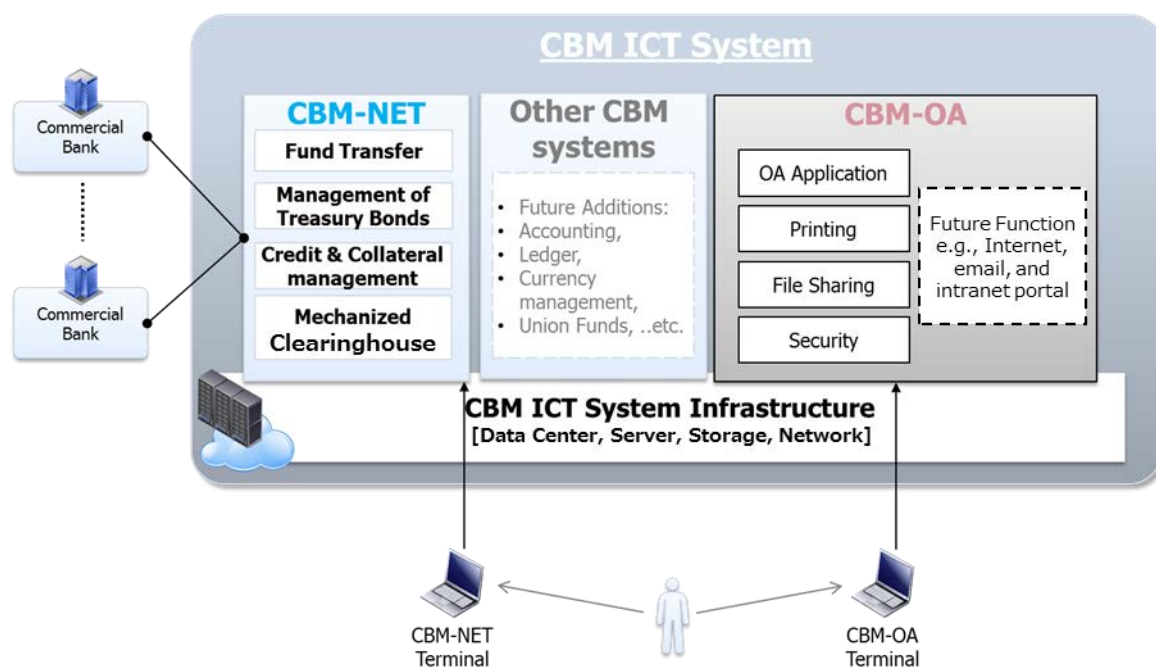 CBM ICT System
Commercial
Bank
Commercial
Bank
CBM-NET
Fund Transfer
Management of
Treasury Bonds
Credit & Collateral
management
Mechanized
Clearinghouse
Other CBM
systems
• Future Additions:
• Accounting,
• Ledger,
• Currency
management,
• Union Funds, ..etc.
CBM-OA
OA Application
Printing
File Sharing
Security
Future Function
e.g., Internet,
email, and
intranet portal
CBM ICT System Infrastructure
[Data Center, Server, Storage, Network]
CBM-NET
Terminal
CBM-OA
Terminal